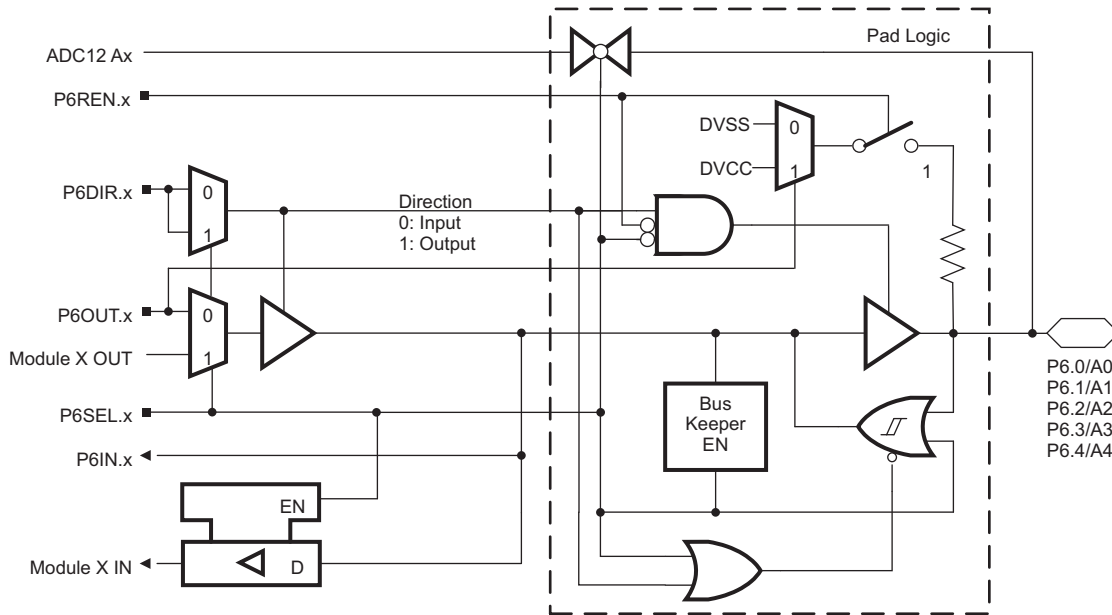 Pad Logic
ADC12 Ax
P6REN.x
DVSS
0
DVCC
1
1
P6DIR.x
0
1
Direction
0: Input
1: Output
P6OUT.x
0
Module X OUT
1
P6.0/A0
P6.1/A1
P6.2/A2
P6.3/A3
P6.4/A4
P6SEL.x
Bus
Keeper
EN
P6IN.x
EN
Module X IN
D